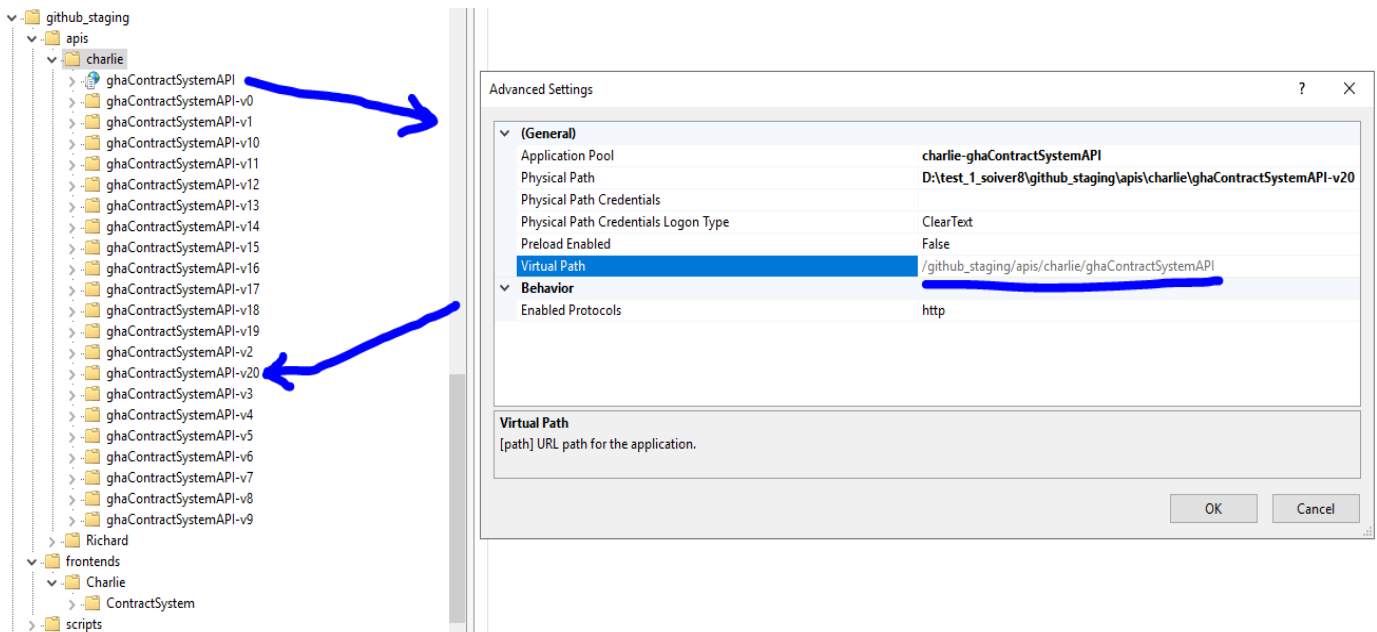 github_staging
apis
charlie
ghaContractSystemAPI
ghaContractSystemAPI-v0
ghaContractSystemAPI-v1
ghaContractSystemAPI-v10
ghaContractSystemAPI-v11
ghaContractSystemAPI-v12
ghaContractSystemAPI-v13
ghaContractSystemAPI-v14
ghaContractSystemAPI-v15
ghaContractSystemAPI-v16
ghaContractSystemAPI-v17
ghaContractSystemAPI-v18
ghaContractSystemAPI-v19
ghaContractSystemAPI-v2
ghaContractSystemAPI-v20
ghaContractSystemAPI-v3
ghaContractSystemAPI-v4
ghaContractSystemAPI-v5
ghaContractSystemAPI-v6
ghaContractSystemAPI-v7
ghaContractSystemAPI-v8
ghaContractSystemAPI-v9
Richard
frontends
Charlie
ContractSystem
scripts
Advanced Settings ?
(General)
Application Pool charlie-ghaContractSystemAPI
Physical Path D:\test_1_soiver8\github_staging\apis\charlie\ghaContractSystemAPI-v20
Physical Path Credentials
Physical Path Credentials Logon Type ClearText
Preload Enabled False
Virtual Path /github_staging/apis/charlie/ghaContractSystemAPI
Behavior
Enabled Protocols http
Virtual Path
[path] URL path for the application.
OK Cancel